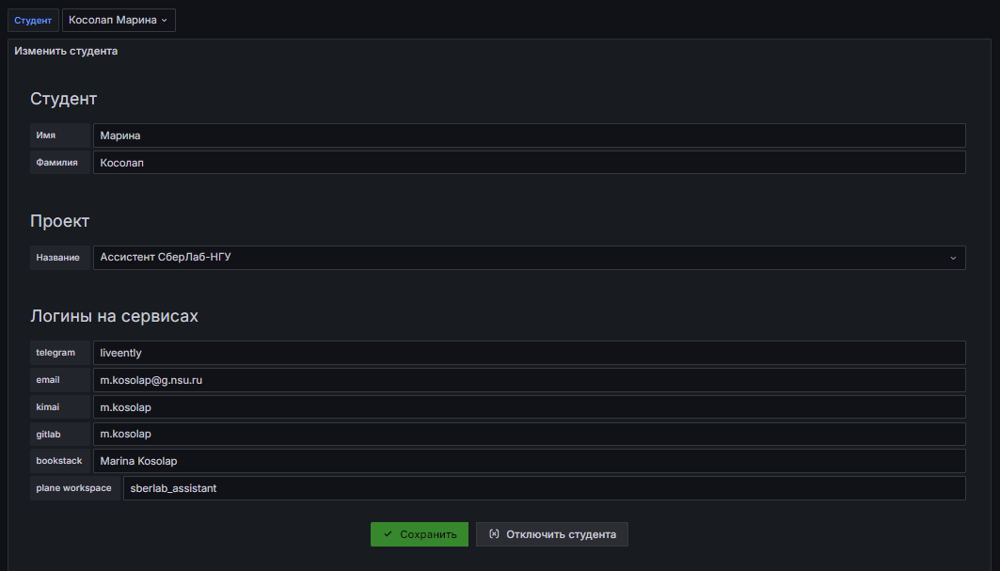 Студент Косолап Марина
Изменить студента
Студент
Имя Марина
Фамилия Косолап
Проект
Название Ассистент СберЛаб-НГУ
Логины на сервисах
telegram liveently
email m.kosolap@g.nsu.ru
kimai m.kosolap
gitlab m.kosolap
bookstack Marina Kosolap
plane workspace sberlab_assistant
Сохранить Отключить студента